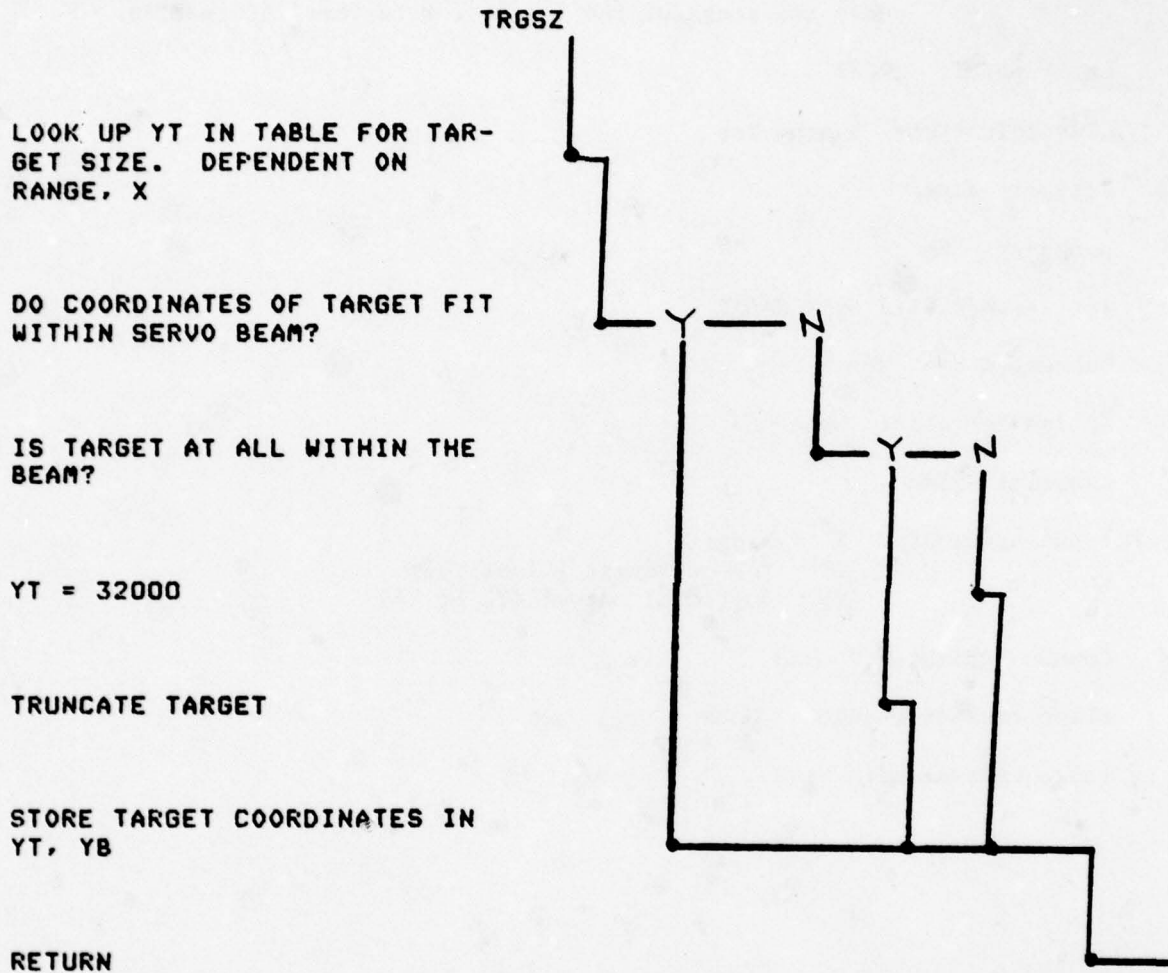 TRGSZ
LOOK UP YT IN TABLE FOR TAR-
GET SIZE. DEPENDENT ON
RANGE, X
DO COORDINATES OF TARGET FIT
WITHIN SERVO BEAM?
Y N
IS TARGET AT ALL WITHIN THE
BEAM?
Y N
YT = 32000
TRUNCATE TARGET
STORE TARGET COORDINATES IN
YT, YB
RETURN